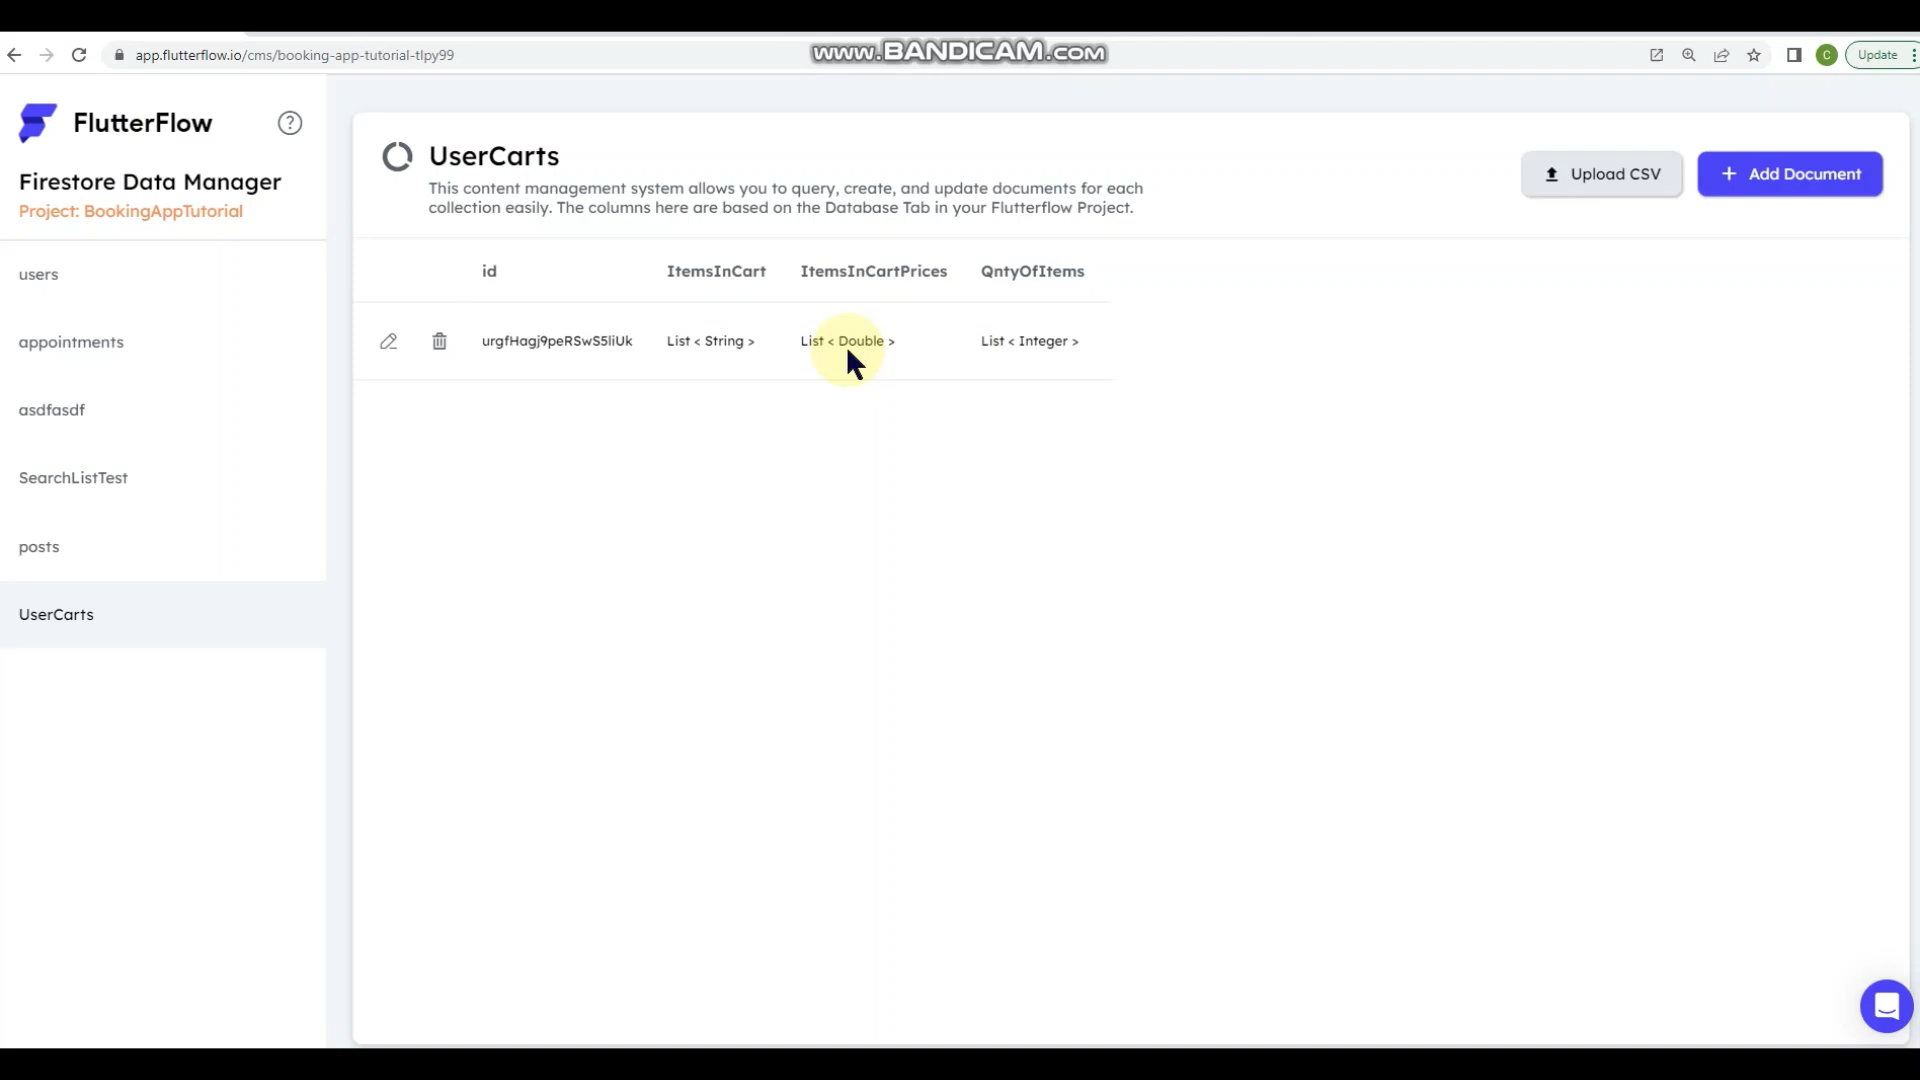 app.flutterflow.io/cms/booking-app-tutorial-tlpy99
www.BANDICAM.com
C
Update
FlutterFlow
?
Firestore Data Manager
Project: BookingAppTutorial
users
appointments
asdfasdf
SearchListTest
posts
UserCarts
UserCarts
This content management system allows you to query, create, and update documents for each
collection easily. The columns here are based on the Database Tab in your Flutterflow Project.
Upload CSV
+ Add Document
id ItemsInCart ItemsInCartPrices QntyOfItems
urgfHagj9peRSwS5liUk List < String > List < Double > List < Integer >